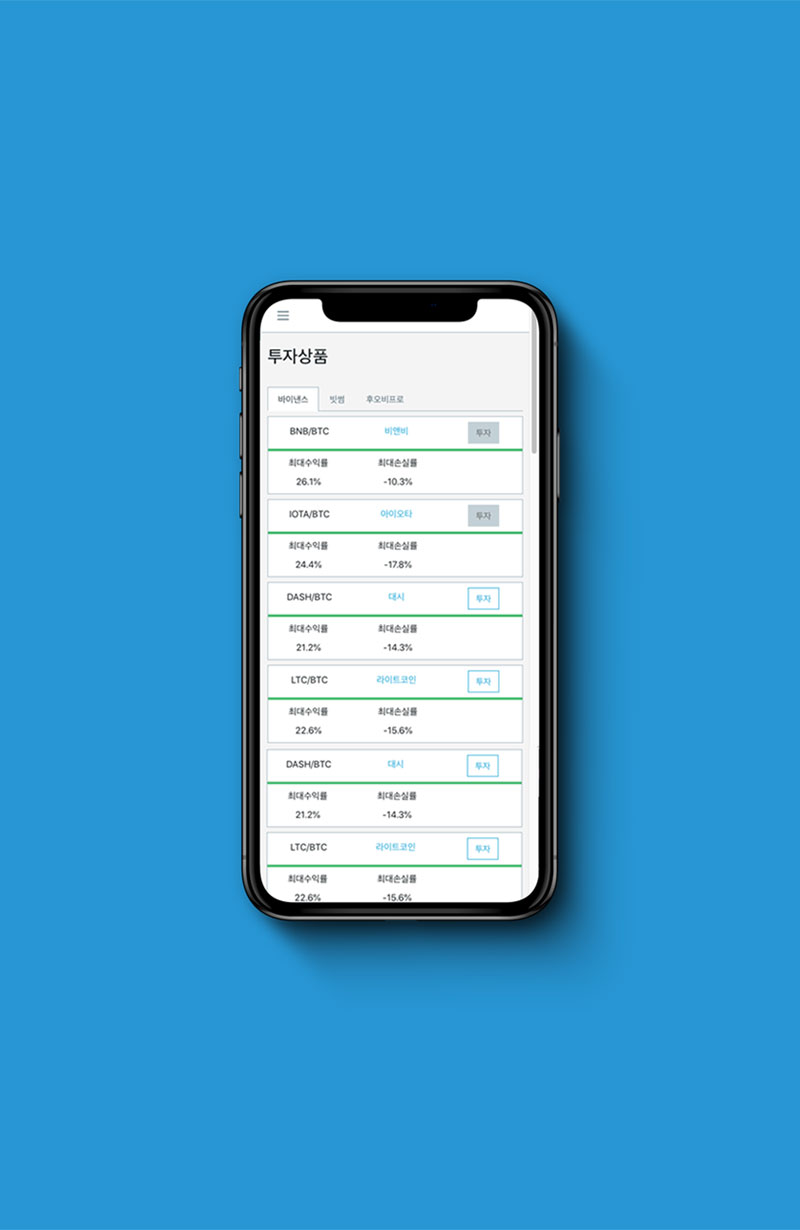 투자상품
바이낸스 빗썸 후오비프로
BNB/BTC 비앤비 투자
최대수익률 최대손실률
26.1% -10.3%
IOTA/BTC 아이오타 투자
최대수익률 최대손실률
24.4% -17.8%
DASH/BTC 대시 투자
최대수익률 최대손실률
21.2% -14.3%
LTC/BTC 라이트코인 투자
최대수익률 최대손실률
22.6% -15.6%
DASH/BTC 대시 투자
최대수익률 최대손실률
21.2% -14.3%
LTC/BTC 라이트코인 투자
최대수익률 최대손실률
22.6% -15.6%